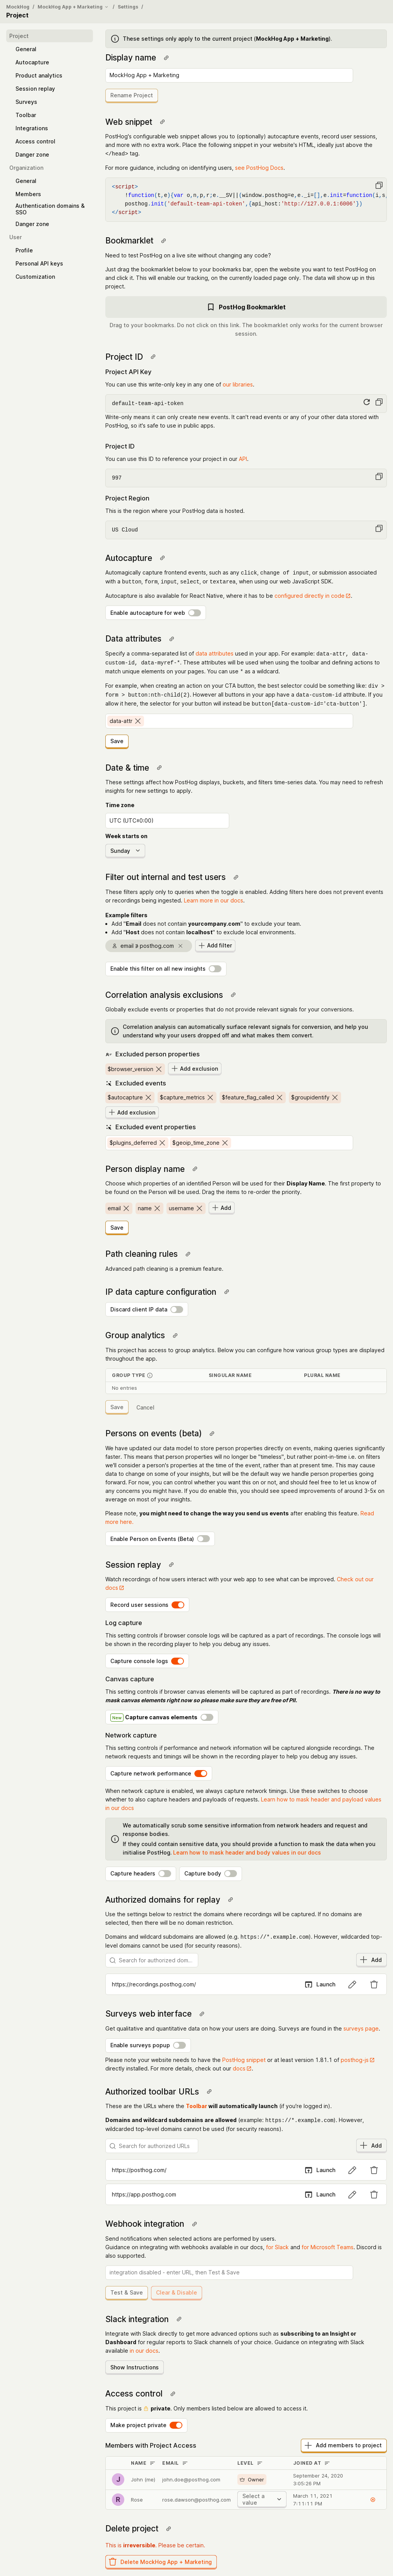 MockHog / MockHog App + Marketing / Settings /
Project
Project
General
Autocapture
Product analytics
Session replay
Surveys
Toolbar
Integrations
Access control
Danger zone
Organization
General
Members
Authentication domains &
SSO
Danger zone
User
Profile
Personal API keys
Customization
These settings only apply to the current project (MockHog App + Marketing).
Display name
MockHog App + Marketing
Rename Project
Web snippet
PostHog's configurable web snippet allows you to (optionally) autocapture events, record user sessions,
and more with no extra work. Place the following snippet in your website's HTML, ideally just above the
</head> tag.
For more guidance, including on identifying users, see PostHog Docs.
<script>
!function(t,e){var o,n,p,r;e.__SV||(window.posthog=e,e._i=[],e.init=function(i,s
posthog.init('default-team-api-token',{api_host:'http://127.0.0.1:6006'})
</script>
Bookmarklet
Need to test PostHog on a live site without changing any code?
Just drag the bookmarklet below to your bookmarks bar, open the website you want to test PostHog on
and click it. This will enable our tracking, on the currently loaded page only. The data will show up in this
project.
PostHog Bookmarklet
Drag to your bookmarks. Do not click on this link. The bookmarklet only works for the current browser
session.
Project ID
Project API Key
You can use this write-only key in any one of our libraries.
default-team-api-token
Write-only means it can only create new events. It can't read events or any of your other data stored with
PostHog, so it's safe to use in public apps.
Project ID
You can use this ID to reference your project in our API.
997
Project Region
This is the region where your PostHog data is hosted.
US Cloud
Autocapture
Automagically capture frontend events, such as any click, change of input, or submission associated
with a button, form, input, select, or textarea, when using our web JavaScript SDK.
Autocapture is also available for React Native, where it has to be configured directly in code.
Enable autocapture for web
Data attributes
Specify a comma-separated list of data attributes used in your app. For example: data-attr, data-
custom-id, data-myref-*. These attributes will be used when using the toolbar and defining actions to
match unique elements on your pages. You can use * as a wildcard.
For example, when creating an action on your CTA button, the best selector could be something like: div >
form > button:nth-child(2). However all buttons in your app have a data-custom-id attribute. If you
allow it here, the selector for your button will instead be button[data-custom-id='cta-button'].
data-attr
Save
Date & time
These settings affect how PostHog displays, buckets, and filters time-series data. You may need to refresh
insights for new settings to apply.
Time zone
UTC (UTC±0:00)
Week starts on
Sunday
Filter out internal and test users
These filters apply only to queries when the toggle is enabled. Adding filters here does not prevent events
or recordings being ingested. Learn more in our docs.
Example filters
Add "Email does not contain yourcompany.com" to exclude your team.
Add "Host does not contain localhost" to exclude local environments.
email ∌ posthog.com Add filter
Enable this filter on all new insights
Correlation analysis exclusions
Globally exclude events or properties that do not provide relevant signals for your conversions.
Correlation analysis can automatically surface relevant signals for conversion, and help you
understand why your users dropped off and what makes them convert.
Excluded person properties
$browser_version Add exclusion
Excluded events
$autocapture $capture_metrics $feature_flag_called $groupidentify
Add exclusion
Excluded event properties
$plugins_deferred $geoip_time_zone
Person display name
Choose which properties of an identified Person will be used for their Display Name. The first property to
be found on the Person will be used. Drag the items to re-order the priority.
email name username Add
Save
Path cleaning rules
Advanced path cleaning is a premium feature.
IP data capture configuration
Discard client IP data
Group analytics
This project has access to group analytics. Below you can configure how various group types are displayed
throughout the app.
GROUP TYPE SINGULAR NAME PLURAL NAME
No entries
Save Cancel
Persons on events (beta)
We have updated our data model to store person properties directly on events, making queries significantly
faster. This means that person properties will no longer be "timeless", but rather point-in-time i.e. on filters
we'll consider a person's properties at the time of the event, rather than at present time. This may cause
data to change on some of your insights, but will be the default way we handle person properties going
forward. For now, you can control whether you want this on or not, and should feel free to let us know of
any concerns you might have. If you do enable this, you should see speed improvements of around 3-5x on
average on most of your insights.
Please note, you might need to change the way you send us events after enabling this feature. Read
more here.
Enable Person on Events (Beta)
Session replay
Watch recordings of how users interact with your web app to see what can be improved. Check out our
docs
Record user sessions
Log capture
This setting controls if browser console logs will be captured as a part of recordings. The console logs will
be shown in the recording player to help you debug any issues.
Capture console logs
Canvas capture
This setting controls if browser canvas elements will be captured as part of recordings. There is no way to
mask canvas elements right now so please make sure they are free of PII.
New Capture canvas elements
Network capture
This setting controls if performance and network information will be captured alongside recordings. The
network requests and timings will be shown in the recording player to help you debug any issues.
Capture network performance
When network capture is enabled, we always capture network timings. Use these switches to choose
whether to also capture headers and payloads of requests. Learn how to mask header and payload values
in our docs
We automatically scrub some sensitive information from network headers and request and
response bodies.
If they could contain sensitive data, you should provide a function to mask the data when you
initialise PostHog. Learn how to mask header and body values in our docs
Capture headers Capture body
Authorized domains for replay
Use the settings below to restrict the domains where recordings will be captured. If no domains are
selected, then there will be no domain restriction.
Domains and wildcard subdomains are allowed (e.g. https://*.example.com). However, wildcarded top-
level domains cannot be used (for security reasons).
Search for authorized dom... Add
https://recordings.posthog.com/ Launch
Surveys web interface
Get qualitative and quantitative data on how your users are doing. Surveys are found in the surveys page.
Enable surveys popup
Please note your website needs to have the PostHog snippet or at least version 1.81.1 of posthog-js
directly installed. For more details, check out our docs.
Authorized toolbar URLs
These are the URLs where the Toolbar will automatically launch (if you're logged in).
Domains and wildcard subdomains are allowed (example: https://*.example.com). However,
wildcarded top-level domains cannot be used (for security reasons).
Search for authorized URLs Add
https://posthog.com/ Launch
https://app.posthog.com Launch
Webhook integration
Send notifications when selected actions are performed by users.
Guidance on integrating with webhooks available in our docs, for Slack and for Microsoft Teams. Discord is
also supported.
integration disabled - enter URL, then Test & Save
Test & Save Clear & Disable
Slack integration
Integrate with Slack directly to get more advanced options such as subscribing to an Insight or
Dashboard for regular reports to Slack channels of your choice. Guidance on integrating with Slack
available in our docs.
Show Instructions
Access control
This project is private. Only members listed below are allowed to access it.
Make project private
Members with Project Access Add members to project
NAME EMAIL LEVEL JOINED AT
J John (me) john.doe@posthog.com Owner September 24, 2020
3:05:26 PM
R Rose rose.dawson@posthog.com Select a
value March 11, 2021
7:11:11 PM
Delete project
This is irreversible. Please be certain.
Delete MockHog App + Marketing